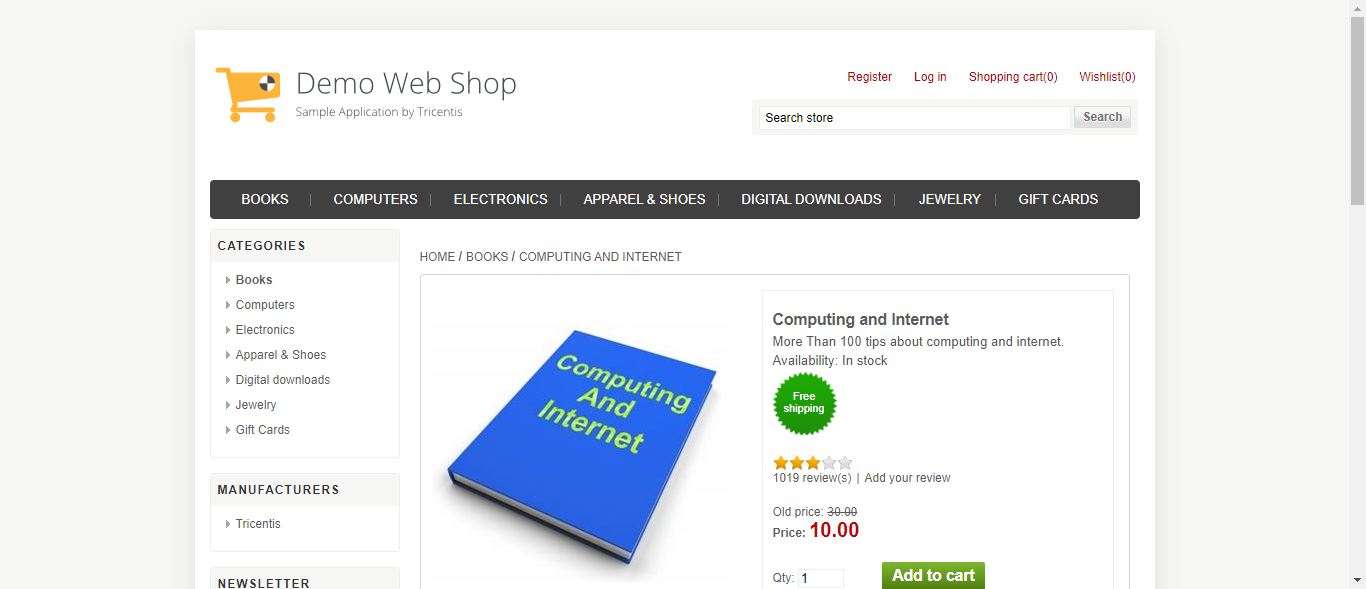 Demo Web Shop
Sample Application by Tricentis
Register Log in Shopping cart(0) Wishlist(0)
Search store Search
BOOKS | COMPUTERS | ELECTRONICS | APPAREL & SHOES | DIGITAL DOWNLOADS | JEWELRY | GIFT CARDS
CATEGORIES
Books
Computers
Electronics
Apparel & Shoes
Digital downloads
Jewelry
Gift Cards
MANUFACTURERS
Tricentis
NEWSLETTER
HOME / BOOKS / COMPUTING AND INTERNET
Computing
And
Internet
Computing and Internet
More Than 100 tips about computing and internet.
Availability: In stock
Free
shipping
1019 review(s) | Add your review
Old price: 30.00
Price: 10.00
Qty: 1 Add to cart